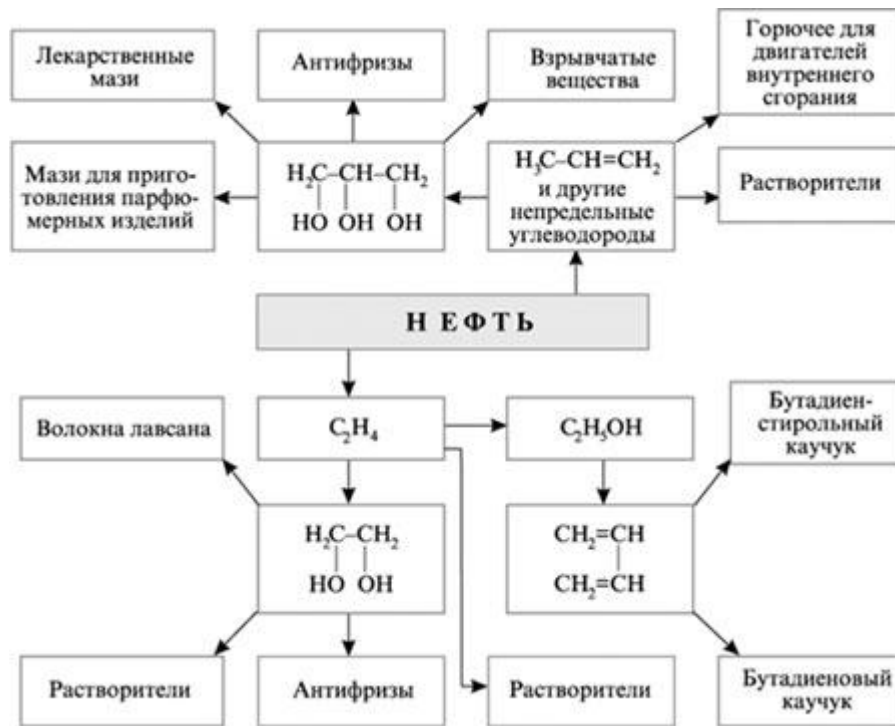 Лекарственные
мази
Антифризы
Взрывчатые
вещества
Горючее для
двигателей
внутреннего
сгорания
Мази для приго-
товления парфю-
мерных изделий
H₂C–CH–CH₂
HO OH OH
H₃C–CH=CH₂
и другие
непредельные
углеводороды
Растворители
НЕФТЬ
Волокна лавсана
C₂H₄
C₂H₅OH
Бутадиен-
стирольный
каучук
H₂C–CH₂
HO OH
CH₂=CH
CH₂=CH
Растворители
Антифризы
Растворители
Бутадиеновый
каучук